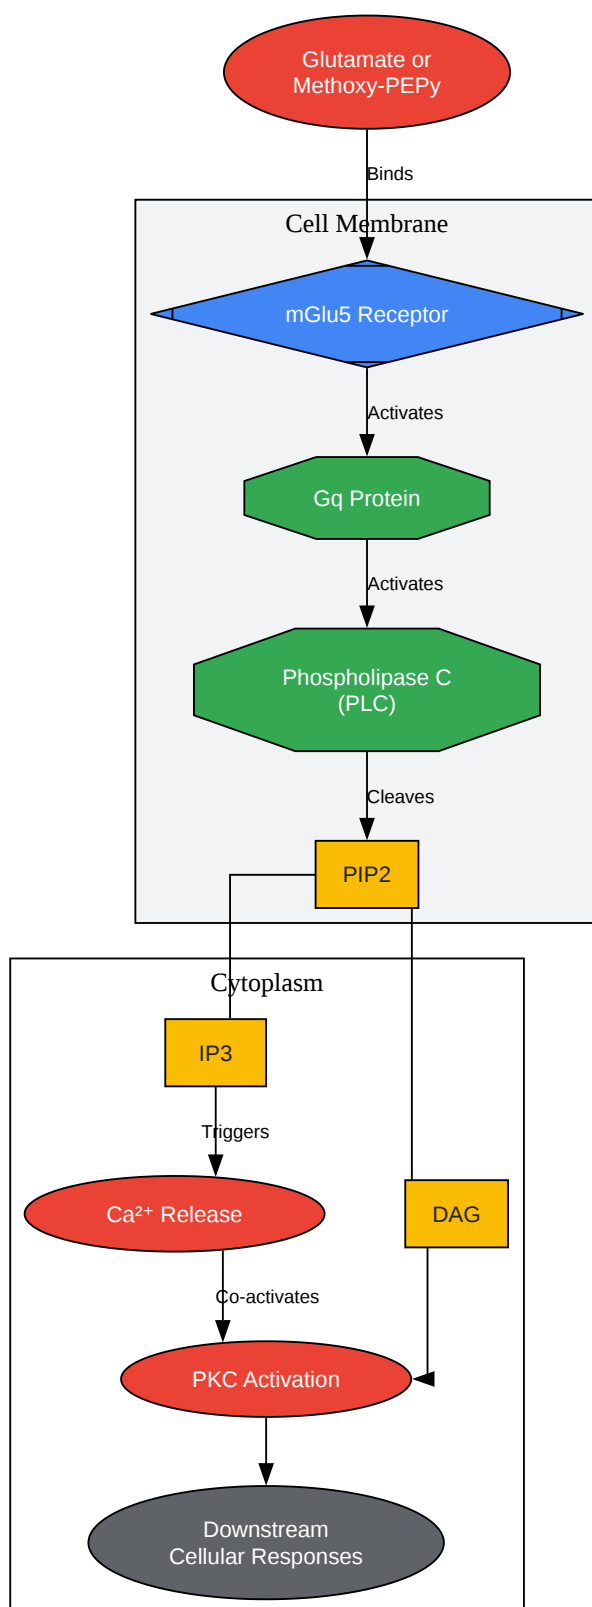 Glutamate or
Methoxy-PEPy
Binds
Cell Membrane
mGlu5 Receptor
Activates
Gq Protein
Activates
Phospholipase C
(PLC)
Cleaves
PIP2
Cytoplasm
IP3
Triggers
Ca²⁺ Release
DAG
Co-activates
PKC Activation
Downstream
Cellular Responses